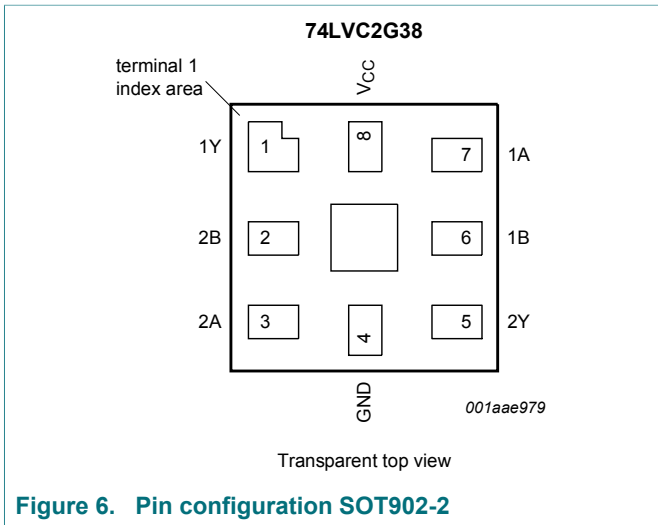 74LVC2G38
terminal 1
index area
VCC
1Y 1 8 7 1A
2B 2 6 1B
2A 3 4 5 2Y
GND
001aae979
Transparent top view
Figure 6. Pin configuration SOT902-2